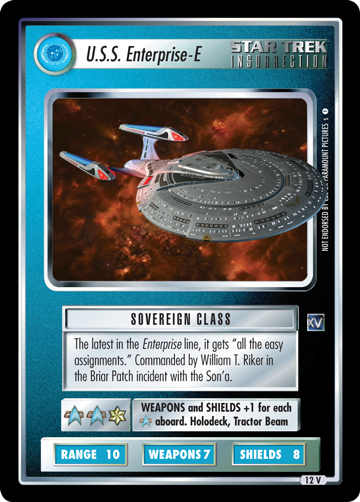 U.S.S. Enterprise-E
STAR TREK
INSURRECTION
SOVEREIGN CLASS
XV
The latest in the Enterprise line, it gets "all the easy
assignments." Commanded by William T. Riker in
the Briar Patch incident with the Son'a.
WEAPONS and SHIELDS +1 for each
aboard. Holodeck, Tractor Beam
RANGE 10
WEAPONS 7
SHIELDS 8
12 V
NOT ENDORSED BY
PARAMOUNT PICTURES